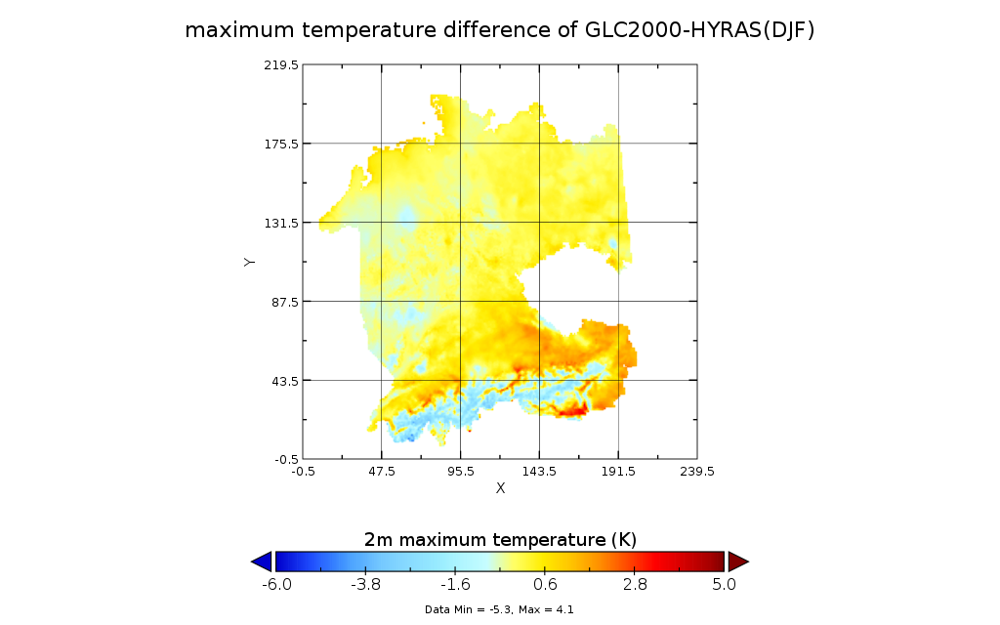 maximum temperature difference of GLC2000-HYRAS(DJF)
219.5
175.5
131.5
Y
87.5
43.5
-0.5
-0.5 47.5 95.5 143.5 191.5 239.5
X
2m maximum temperature (K)
-6.0 -3.8 -1.6 0.6 2.8 5.0
Data Min = -5.3, Max = 4.1